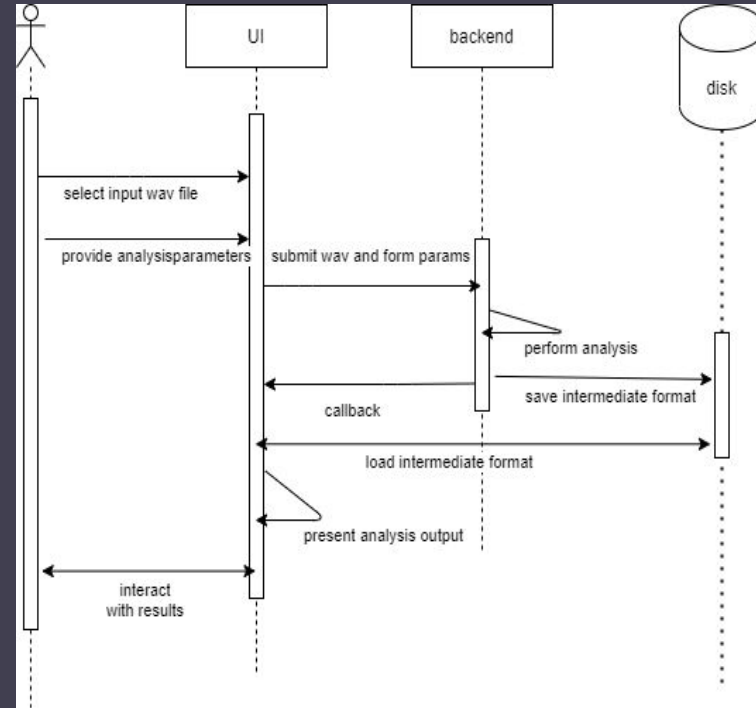 UI
backend
disk
select input wav file
provide analysisparameters
submit wav and form params
perform analysis
save intermediate format
callback
load intermediate format
present analysis output
interact
with results